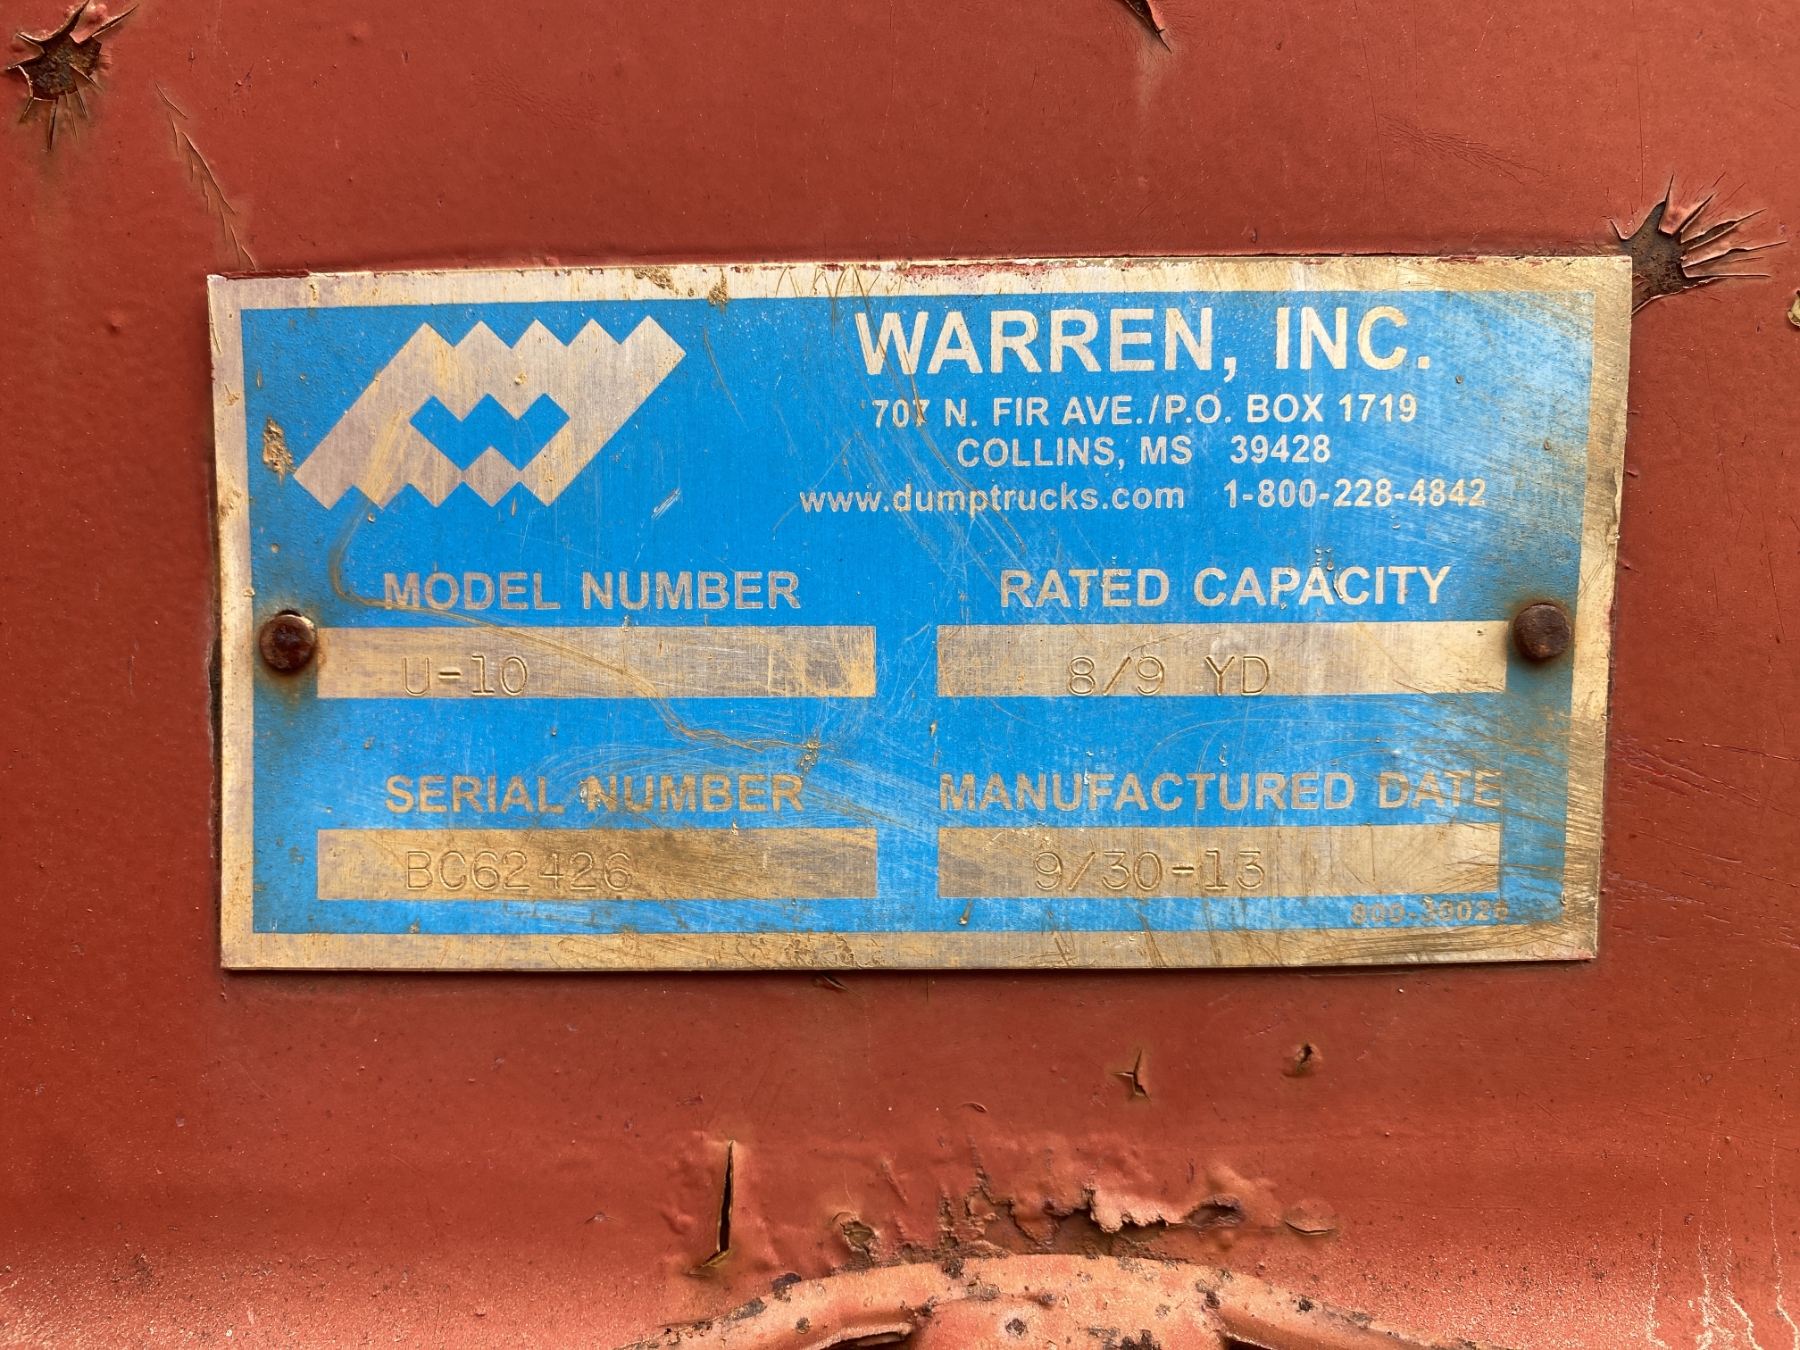 WARREN, INC.
707 N. FIR AVE./P.O. BOX 1719
COLLINS, MS 39428
www.dumptrucks.com 1-800-228-4842
MODEL NUMBER RATED CAPACITY
U-10 8/9 YD
SERIAL NUMBER MANUFACTURED DATE
BC62426 9/30-13